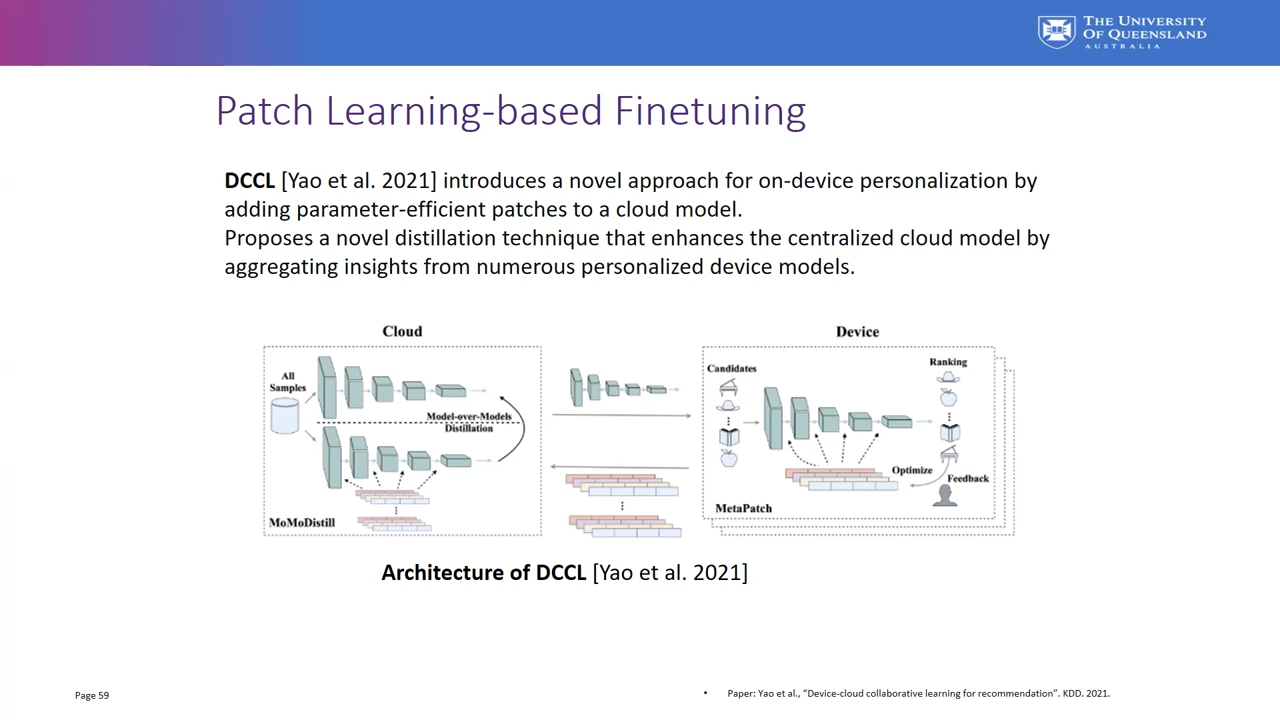 THE UNIVERSITY
OF QUEENSLAND
AUSTRALIA
Patch Learning-based Finetuning
DCCL [Yao et al. 2021] introduces a novel approach for on-device personalization by
adding parameter-efficient patches to a cloud model.
Proposes a novel distillation technique that enhances the centralized cloud model by
aggregating insights from numerous personalized device models.
Cloud
All
Samples
Model-over-Models
Distillation
MoMoDistill
Device
Candidates
Ranking
Optimize
Feedback
MetaPatch
Architecture of DCCL [Yao et al. 2021]
Page 59
• Paper: Yao et al., “Device-cloud collaborative learning for recommendation”. KDD. 2021.